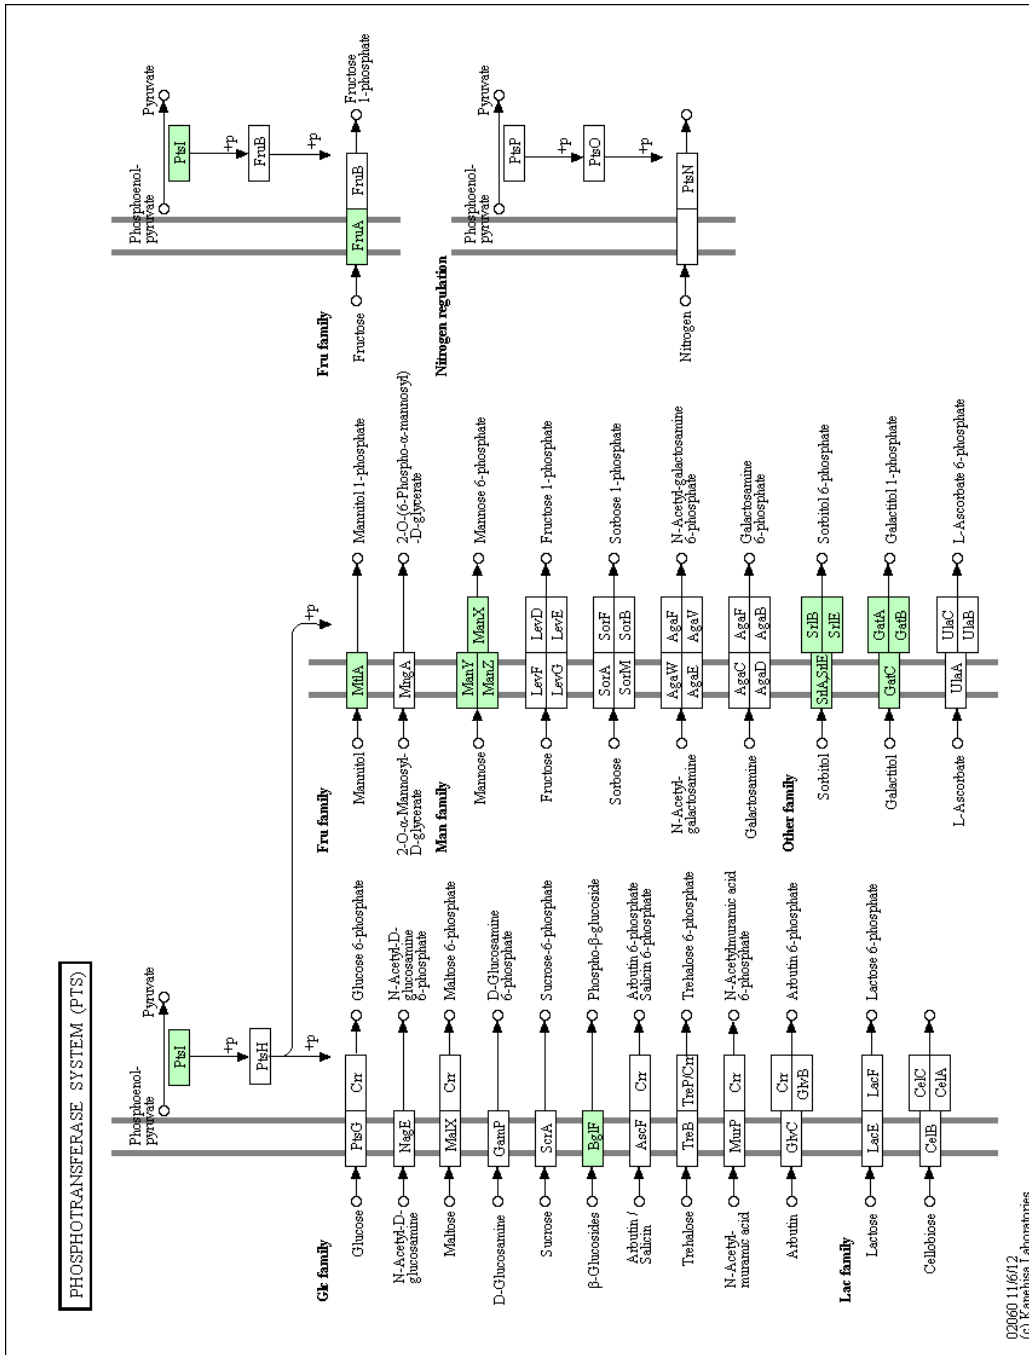 PHOSPHOTRANSFERASE SYSTEM (PTS)
Phosphoenol-
pyruvate
Pyruvate
PtsI
+p
PtsH
+p
+p
Glc family
Glucose
PtsG
Crr
Glucose 6-phosphate
N-Acetyl-D-
glucosamine
NagE
N-Acetyl-D-
glucosamine
6-phosphate
Maltose
MalX
Crr
Maltose 6-phosphate
D-Glucosamine
GamP
D-Glucosamine
6-phosphate
Sucrose
ScrA
Sucrose-6-phosphate
β-Glucosides
BglF
Phospho-β-glucoside
Arbutin /
Salicin
AscF
Crr
Arbutin 6-phosphate
Salicin 6-phosphate
Trehalose
TreB
TreP/Crr
Trehalose 6-phosphate
N-Acetyl-
muramic acid
MurP
Crr
N-Acetylmuramic acid
6-phosphate
Arbutin
GlvC
Crr
GlvB
Arbutin 6-phosphate
Lac family
Lactose
LacE
LacF
Lactose 6-phosphate
Cellobiose
CelB
CelC
CelA
Fru family
Mannitol
MtlA
Mannitol 1-phosphate
2-O-α-Mannosyl-
D-glycerate
MngA
2-O-(6-Phospho-α-mannosyl)
-D-glycerate
Man family
Mannose
ManY
ManZ
ManX
Mannose 6-phosphate
Fructose
LevF
LevG
LevD
LevE
Fructose 1-phosphate
Sorbose
SorA
SorM
SorF
SorB
Sorbose 1-phosphate
N-Acetyl-
galactosamine
AgaW
AgaE
AgaF
AgaV
N-Acetyl-galactosamine
6-phosphate
Galactosamine
AgaC
AgaD
AgaF
AgaB
Galactosamine
6-phosphate
Other family
Sorbitol
SrlA,SrlE
SrlB
SrlE
Sorbitol 6-phosphate
Galactitol
GatC
GatA
GatB
Galactitol 1-phosphate
L-Ascorbate
UlaA
UlaC
UlaB
L-Ascorbate 6-phosphate
Phosphoenol-
pyruvate
Pyruvate
PtsI
+p
FruB
+p
Fru family
Fructose
FruA
FruB
Fructose
1-phosphate
Nitrogen regulation
Phosphoenol-
pyruvate
Pyruvate
PtsP
+p
PtsO
+p
Nitrogen
PtsN
02060 11/6/12
(c) Kanehisa Laboratories